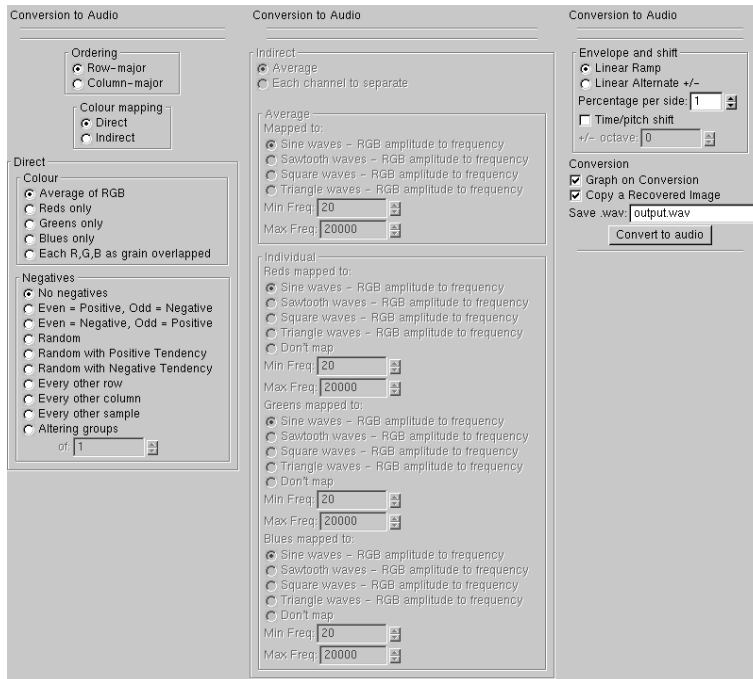 Conversion to Audio
Ordering
Row-major
Column-major
Colour mapping
Direct
Indirect
Direct
Colour
Average of RGB
Reds only
Greens only
Blues only
Each R,G,B as grain overlapped
Negatives
No negatives
Even = Positive, Odd = Negative
Even = Negative, Odd = Positive
Random
Random with Positive Tendency
Random with Negative Tendency
Every other row
Every other column
Every other sample
Altering groups
of: 1
Conversion to Audio
Indirect
Average
Each channel to separate
Average
Mapped to:
Sine waves - RGB amplitude to frequency
Sawtooth waves - RGB amplitude to frequency
Square waves - RGB amplitude to frequency
Triangle waves - RGB amplitude to frequency
Min Freq: 20
Max Freq: 20000
Individual
Reds mapped to:
Sine waves - RGB amplitude to frequency
Sawtooth waves - RGB amplitude to frequency
Square waves - RGB amplitude to frequency
Triangle waves - RGB amplitude to frequency
Don't map
Min Freq: 20
Max Freq: 20000
Greens mapped to:
Sine waves - RGB amplitude to frequency
Sawtooth waves - RGB amplitude to frequency
Square waves - RGB amplitude to frequency
Triangle waves - RGB amplitude to frequency
Don't map
Min Freq: 20
Max Freq: 20000
Blues mapped to:
Sine waves - RGB amplitude to frequency
Sawtooth waves - RGB amplitude to frequency
Square waves - RGB amplitude to frequency
Triangle waves - RGB amplitude to frequency
Don't map
Min Freq: 20
Max Freq: 20000
Conversion to Audio
Envelope and shift
Linear Ramp
Linear Alternate +/-
Percentage per side: 1
Time/pitch shift
+/- octave: 0
Conversion
Graph on Conversion
Copy a Recovered Image
Save .wav: output.wav
Convert to audio